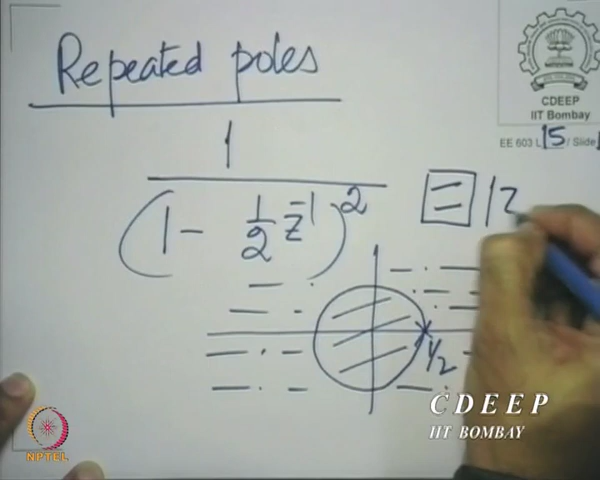 Repeated poles
CDEEP
IIT Bombay
EE 603 L 15 / Slide
1
(1 - 1/2 z^-1)^2
= |z
1/2
CDEEP
IIT BOMBAY
NPTEL